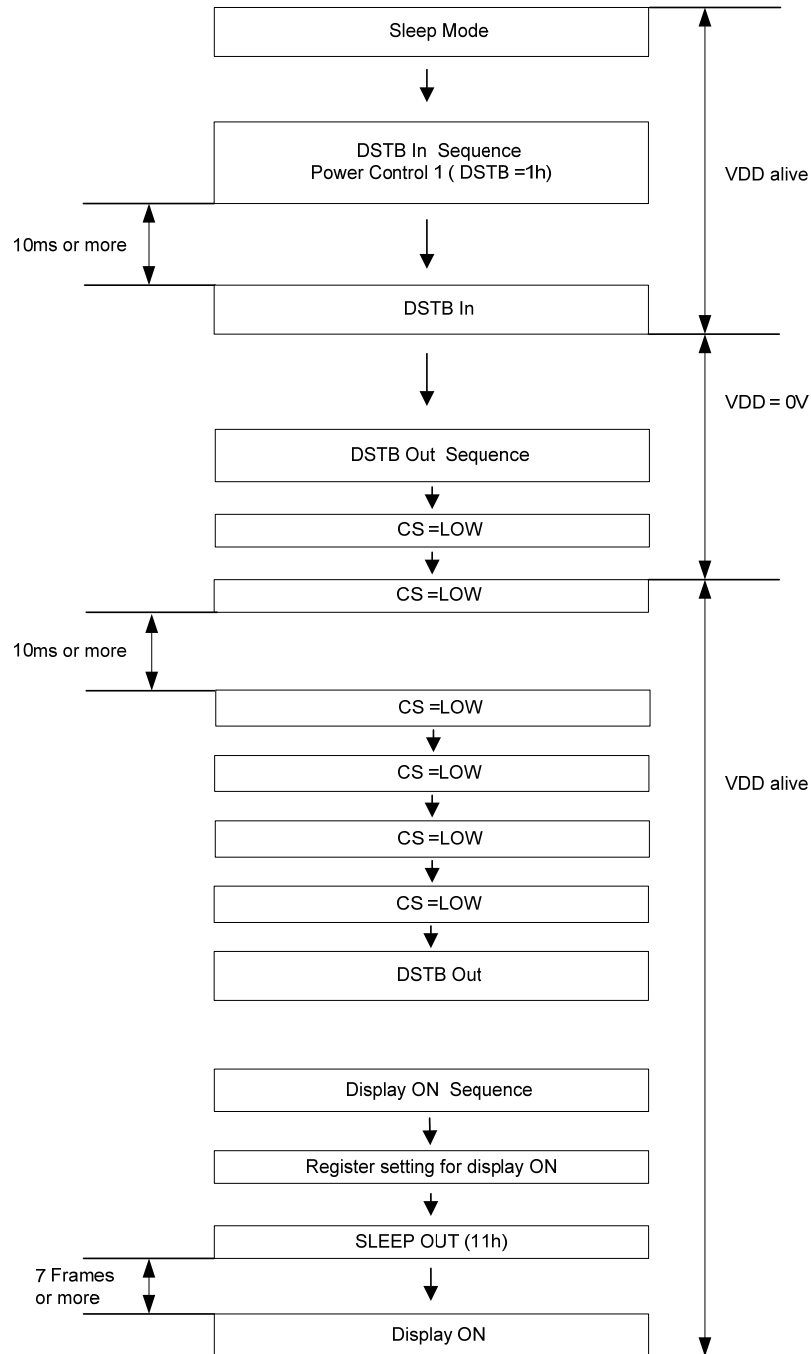 Sleep Mode
DSTB In Sequence
Power Control 1 ( DSTB =1h)
VDD alive
10ms or more
DSTB In
VDD = 0V
DSTB Out Sequence
CS =LOW
CS =LOW
10ms or more
CS =LOW
CS =LOW
VDD alive
CS =LOW
CS =LOW
DSTB Out
Display ON Sequence
Register setting for display ON
SLEEP OUT (11h)
7 Frames
or more
Display ON